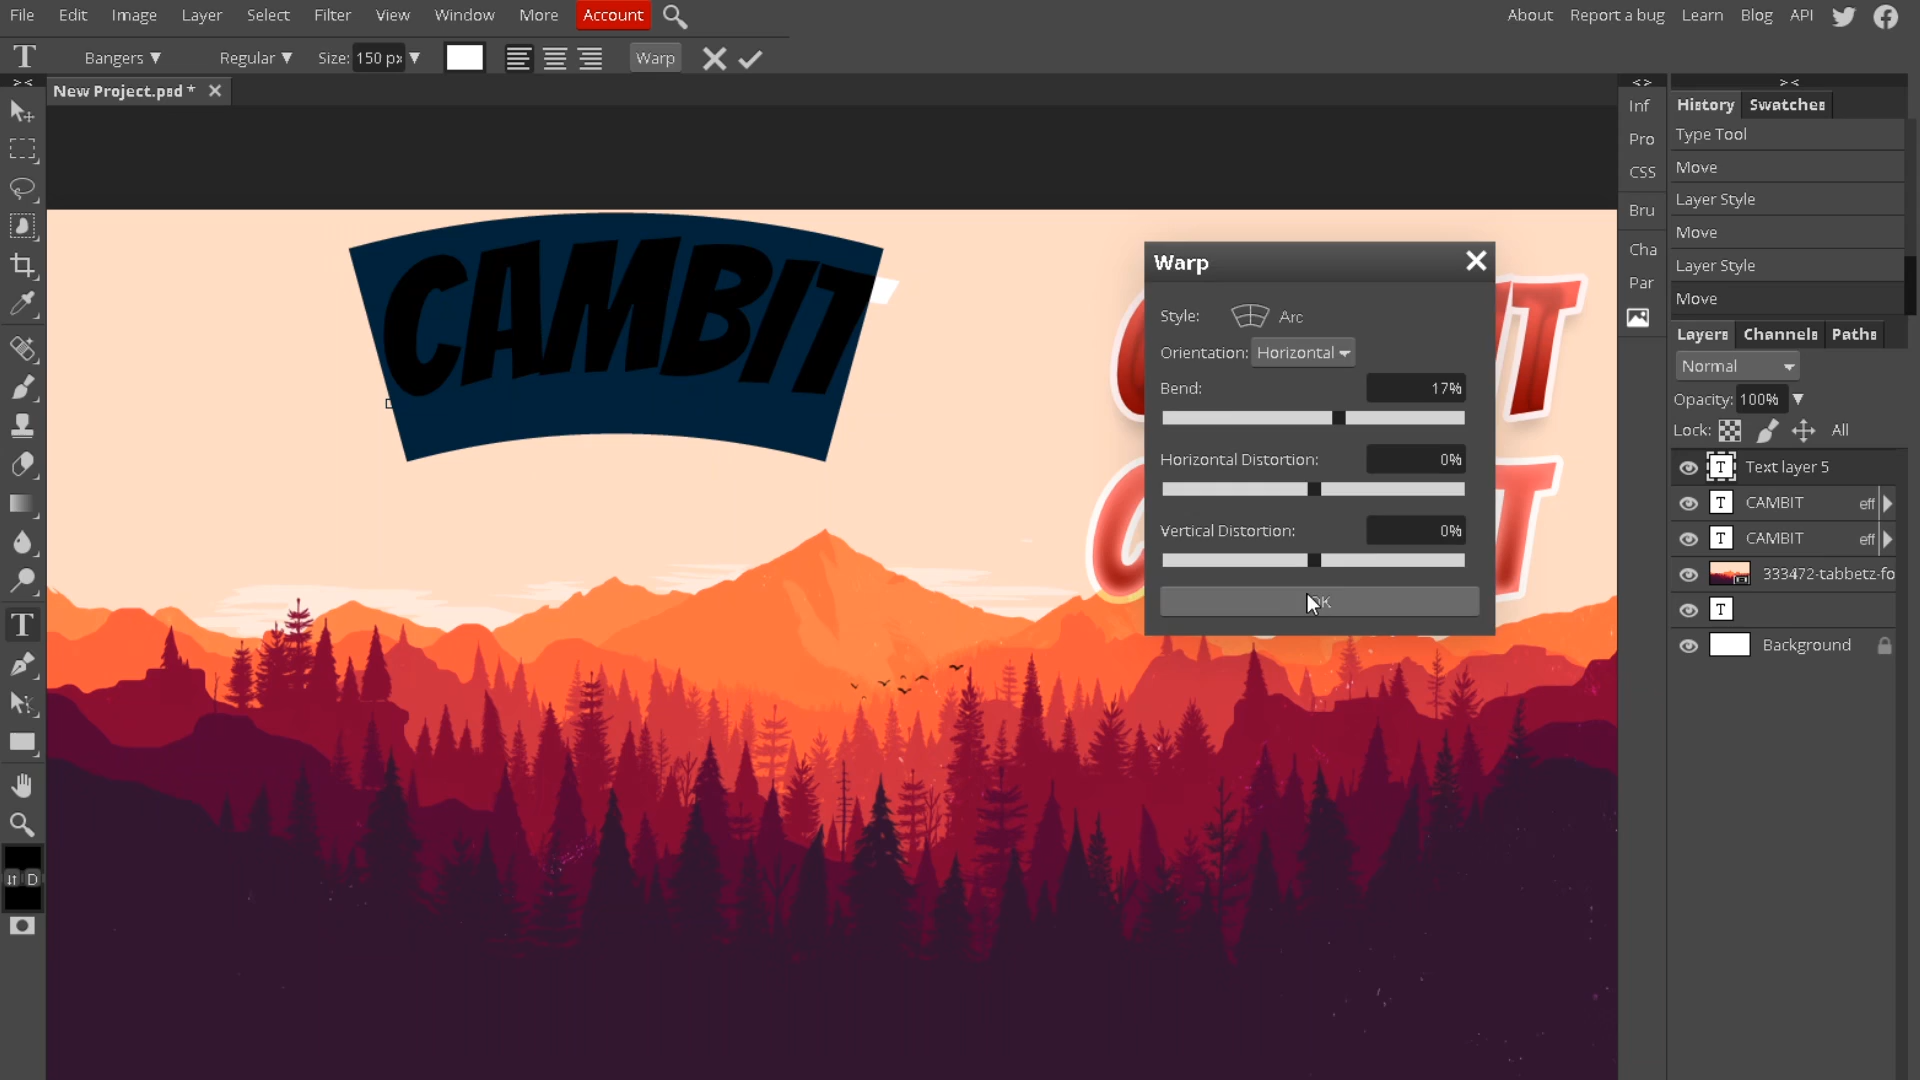 File Edit Image Layer Select Filter View Window More Account
About Report a bug Learn Blog API
T Bangers ▼ Regular ▼ Size: 150 px ▼ Warp
New Project.psd *
CAMBIT
Warp
Style: Arc
Orientation: Horizontal
Bend: 17%
Horizontal Distortion: 0%
Vertical Distortion: 0%
OK
T
D
Inf
Pro
CSS
Bru
Cha
Par
History Swatches
Type Tool
Move
Layer Style
Move
Layer Style
Move
Layers Channels Paths
Normal
Opacity: 100% ▼
Lock: All
T Text layer 5
T CAMBIT eff
T CAMBIT eff
333472-tabbetz-fo
T
Background